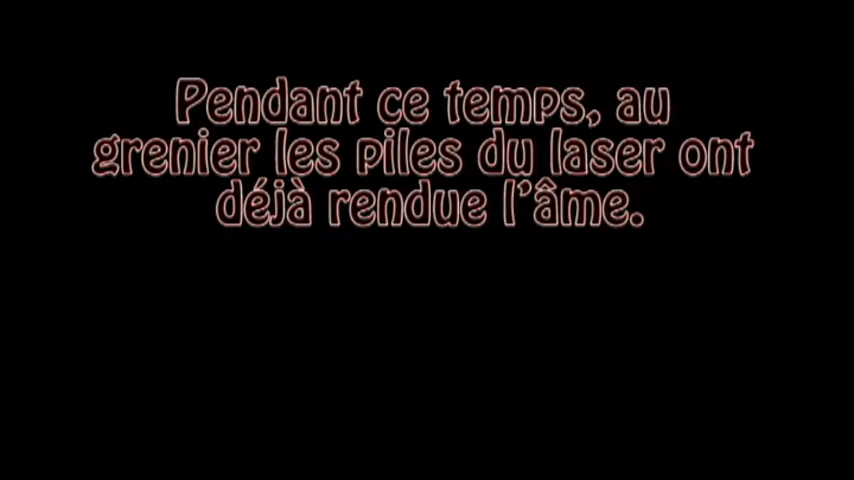 Pendant ce temps, au
grenier les piles du laser ont
déjà rendue l'âme.